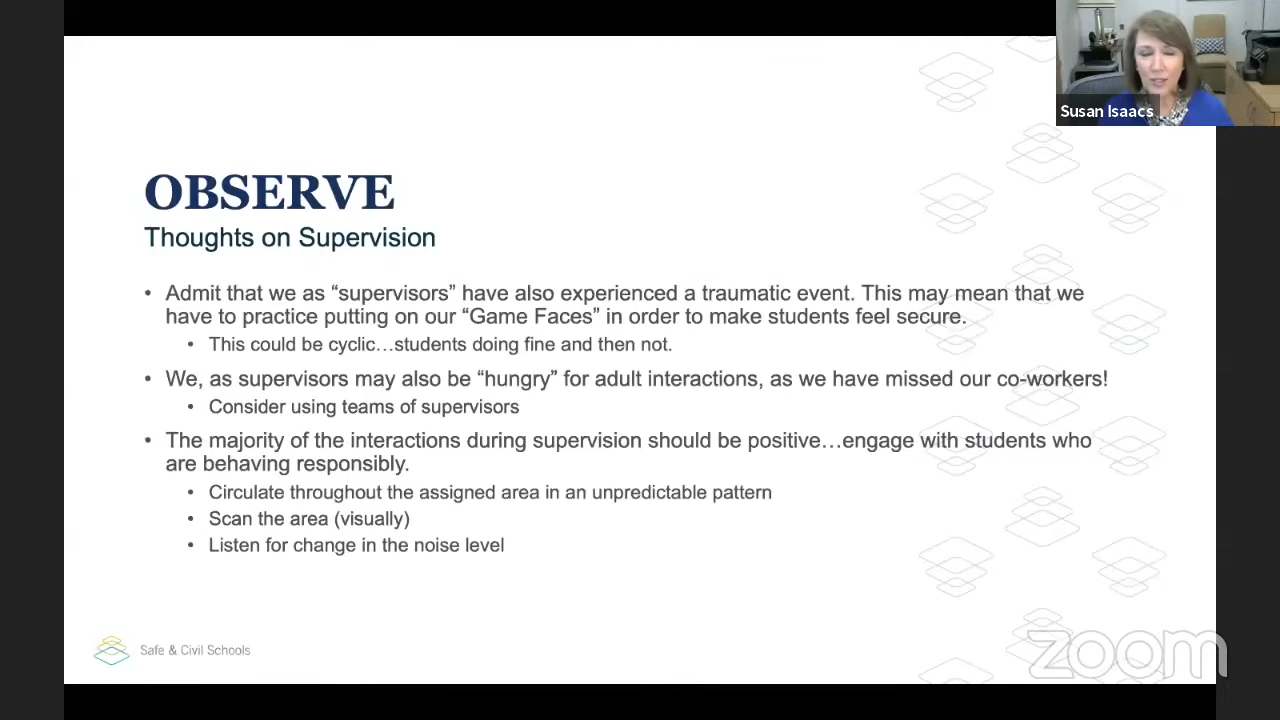 Susan Isaacs
OBSERVE
Thoughts on Supervision
• Admit that we as “supervisors” have also experienced a traumatic event. This may mean that we
have to practice putting on our “Game Faces” in order to make students feel secure.
• This could be cyclic…students doing fine and then not.
• We, as supervisors may also be “hungry” for adult interactions, as we have missed our co-workers!
• Consider using teams of supervisors
• The majority of the interactions during supervision should be positive…engage with students who
are behaving responsibly.
• Circulate throughout the assigned area in an unpredictable pattern
• Scan the area (visually)
• Listen for change in the noise level
Safe & Civil Schools
zoom